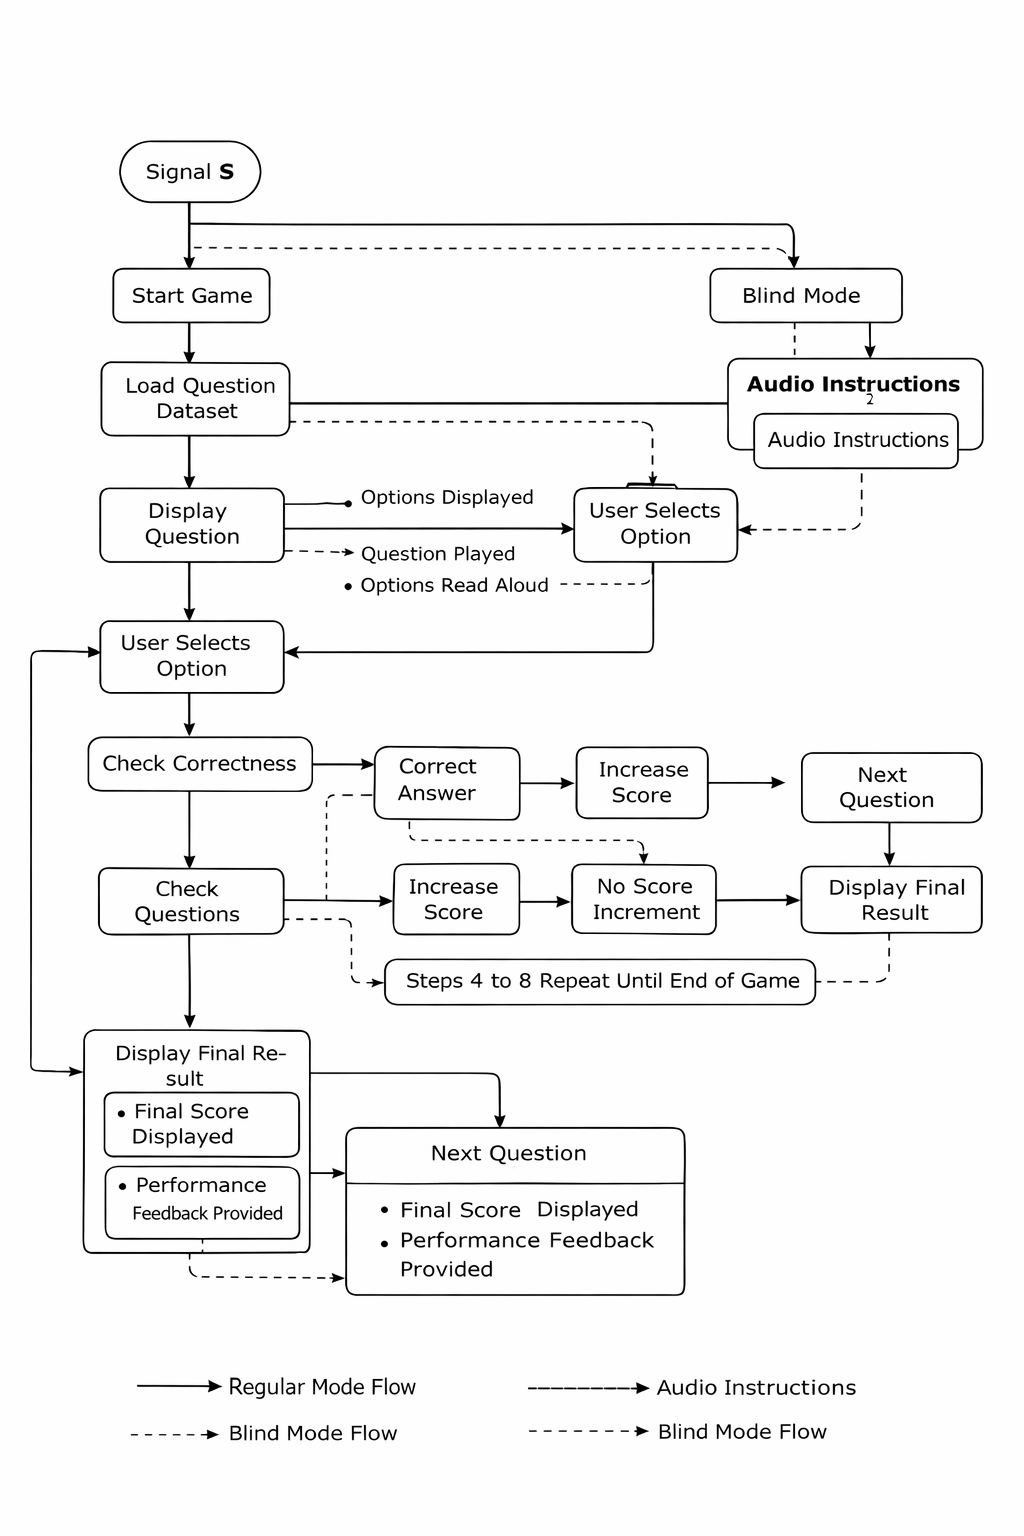 Signal S
Start Game
Blind Mode
Load Question
Dataset
Audio Instructions
2
Audio Instructions
Display
Question
Options Displayed
Question Played
Options Read Aloud
User Selects
Option
User Selects
Option
Check Correctness
Correct
Answer
Increase
Score
Next
Question
Check
Questions
Increase
Score
No Score
Increment
Display Final
Result
Steps 4 to 8 Repeat Until End of Game
Display Final Re-
sult
• Final Score
Displayed
• Performance
Feedback Provided
Next Question
• Final Score Displayed
• Performance Feedback
Provided
Regular Mode Flow
Audio Instructions
Blind Mode Flow
Blind Mode Flow